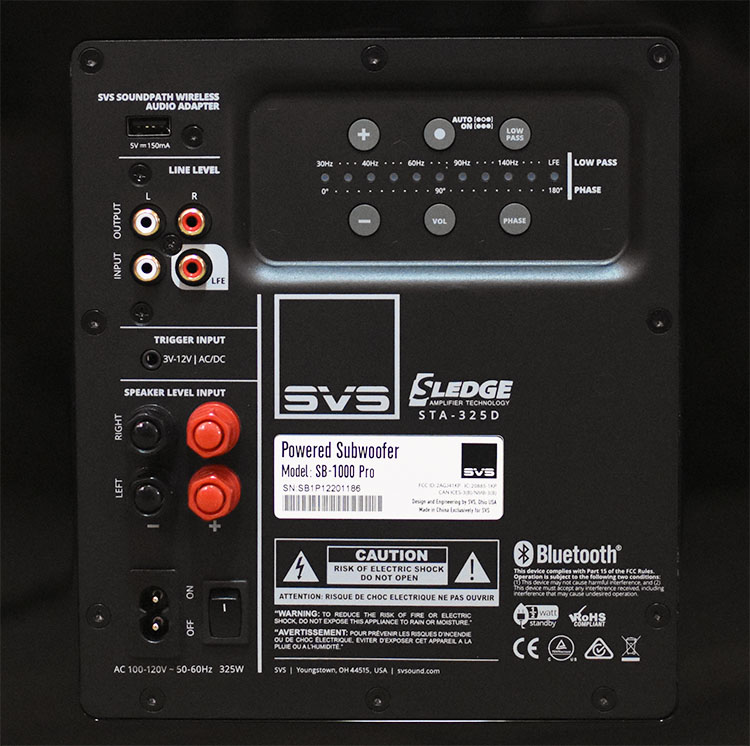 SVS SOUNDPATH WIRELESS
AUDIO ADAPTER
5V 150mA
LINE LEVEL
L R
OUTPUT
INPUT
LFE
TRIGGER INPUT
3V-12V | AC/DC
SPEAKER LEVEL INPUT
RIGHT
LEFT
− +
ON
OFF
AC 100-120V ~ 50-60Hz 325W
+
AUTO
ON
LOW
PASS
30Hz 40Hz 60Hz 90Hz 140Hz LFE
LOW PASS
0° 90° 180°
PHASE
−
VOL
PHASE
SVS
SLEDGE
AMPLIFIER TECHNOLOGY
STA-325D
Powered Subwoofer
Model: SB-1000 Pro
SN:SB1P12201186
SVS
Design and Engineering by SVS, Ohio USA
Made in China Exclusively for SVS
CAUTION
RISK OF ELECTRIC SHOCK
DO NOT OPEN
ATTENTION: RISQUE DE CHOC ELECTRIQUE NE PAS OUVRIR
"WARNING: TO REDUCE THE RISK OF FIRE OR ELECTRIC
SHOCK, DO NOT EXPOSE THIS APPLIANCE TO RAIN OR MOISTURE."
"AVERTISSEMENT: POUR PRÉVENIR LES RISQUES D'INCENDIE
OU DE CHOC ÉLECTRIQUE, ÉVITER D'EXPOSER CET APPAREIL A LA
PLUIE OU A L'HUMIDITÉ."
SVS | Youngstown, OH 44515, USA | svsound.com
Bluetooth®
This device complies with Part 15 of the FCC Rules.
Operation is subject to the following two conditions:
(1) This device may not cause harmful interference, and (2)
This device must accept any interference received, including
interference that may cause undesired operation.
watt
standby
RoHS
COMPLIANT
CE